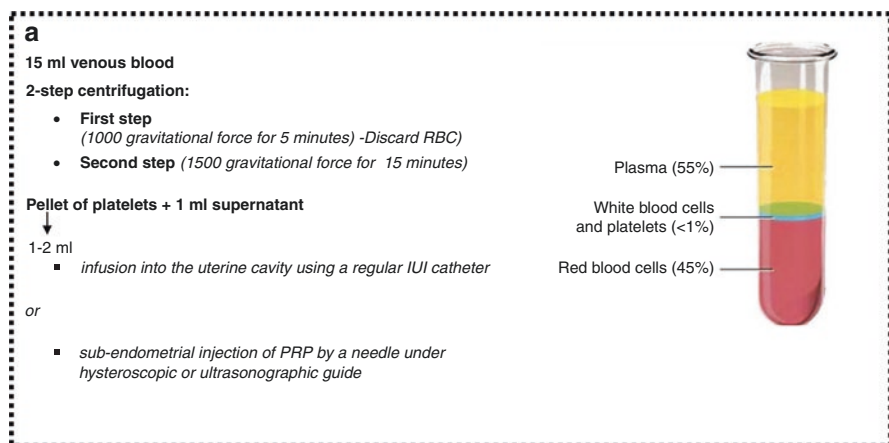 a
15 ml venous blood
2-step centrifugation:
• First step
(1000 gravitational force for 5 minutes) -Discard RBC)
• Second step (1500 gravitational force for 15 minutes)
Pellet of platelets + 1 ml supernatant
1-2 ml
▪ infusion into the uterine cavity using a regular IUI catheter
or
▪ sub-endometrial injection of PRP by a needle under
hysteroscopic or ultrasonographic guide
Plasma (55%)
White blood cells
and platelets (<1%)
Red blood cells (45%)